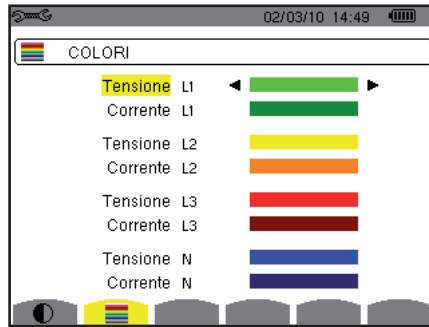 02/03/10 14:49
COLORI
Tensione L1
Corrente L1
Tensione L2
Corrente L2
Tensione L3
Corrente L3
Tensione N
Corrente N